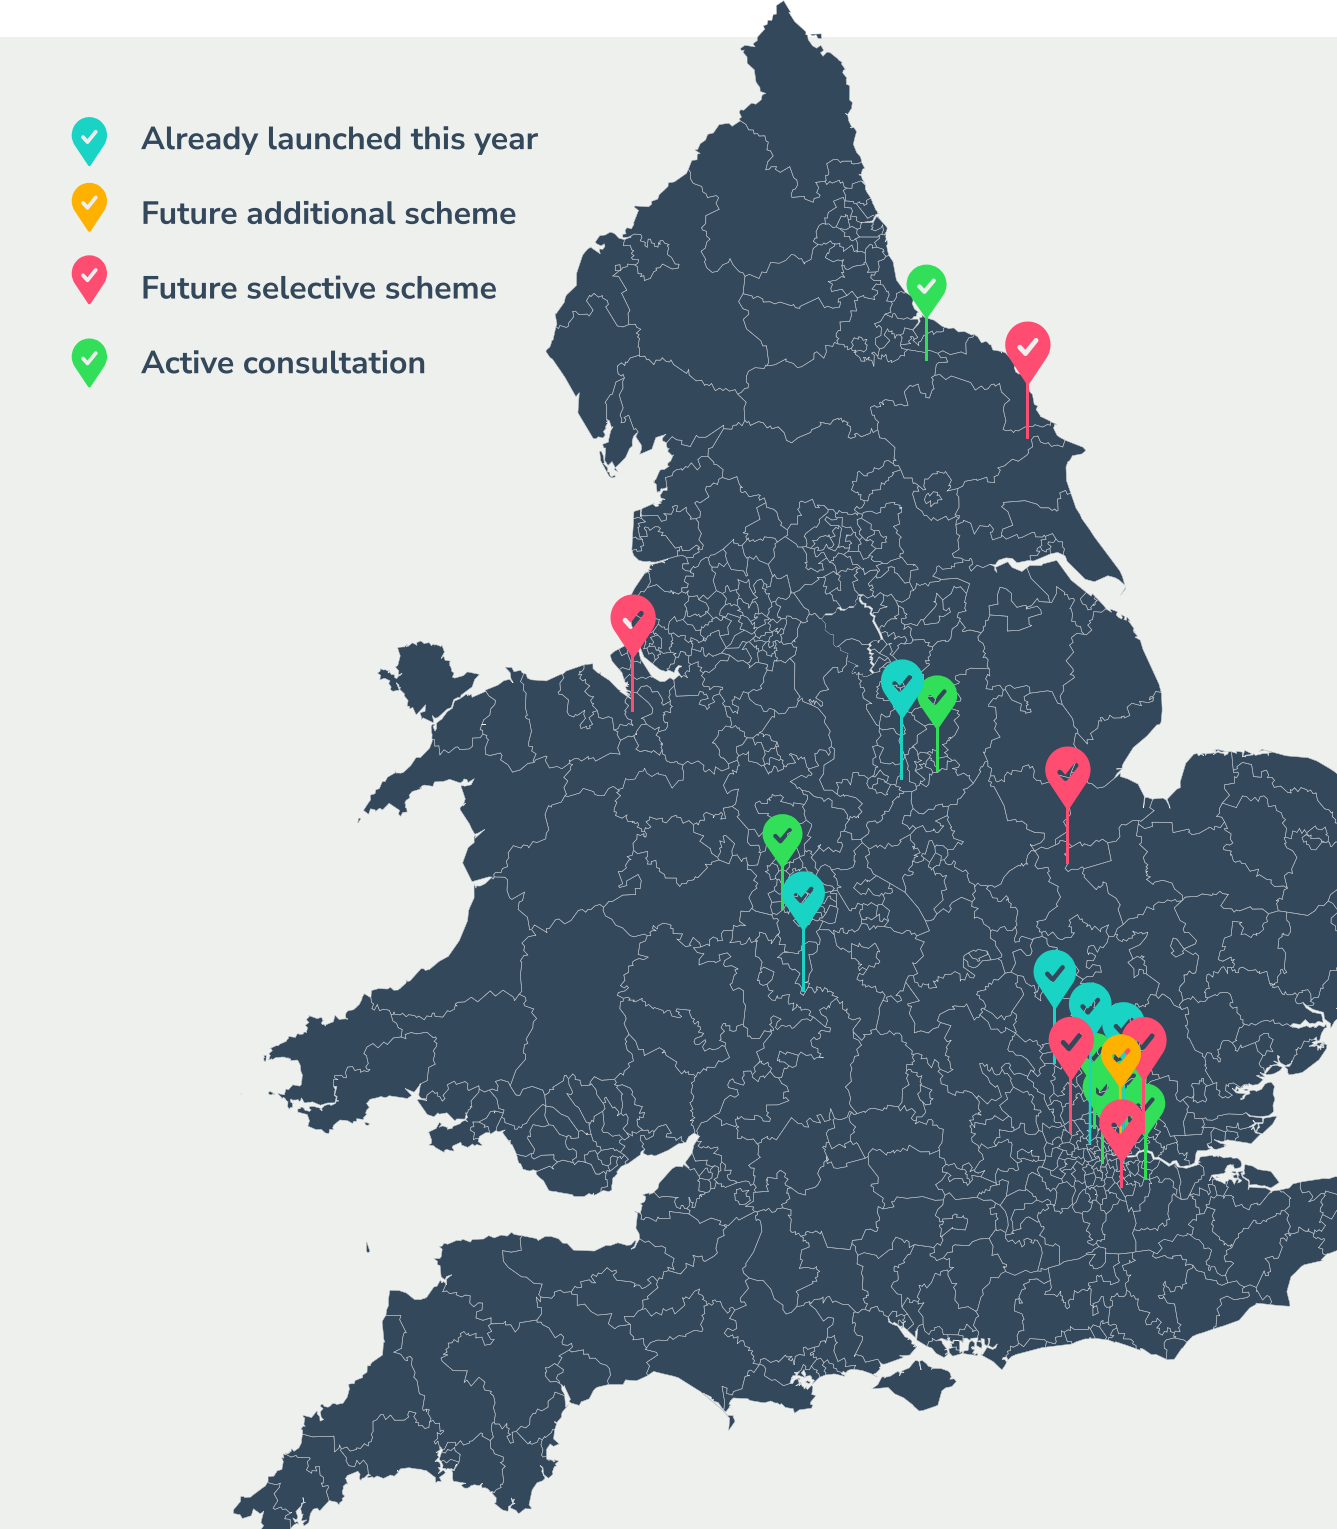 Already launched this year
Future additional scheme
Future selective scheme
Active consultation